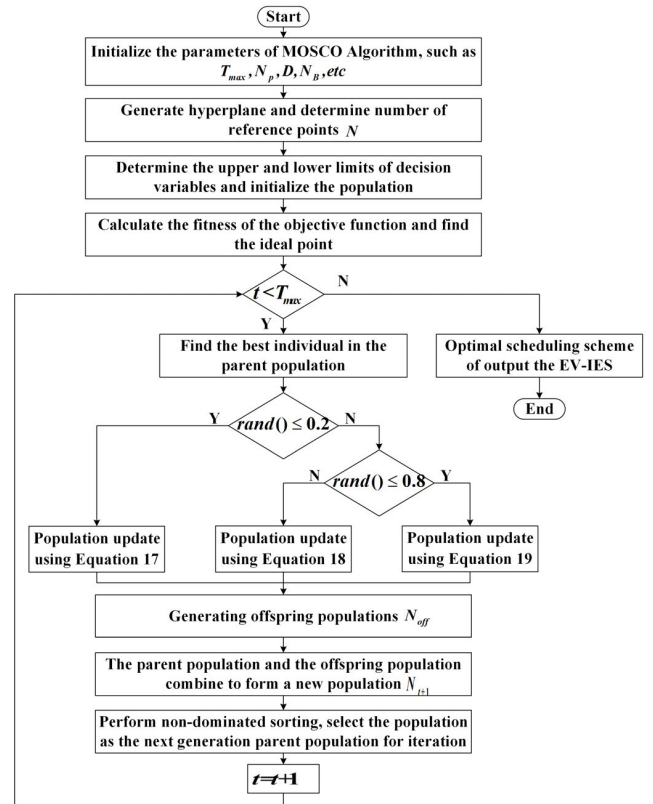 Start
Initialize the parameters of MOSCO Algorithm, such as
T_max, N_p, D, N_B, etc
Generate hyperplane and determine number of
reference points N
Determine the upper and lower limits of decision
variables and initialize the population
Calculate the fitness of the objective function and find
the ideal point
t<T_max
N
Y
Find the best individual in the
parent population
Optimal scheduling scheme
of output the EV-IES
End
Y
rand() ≤ 0.2
N
N
rand() ≤ 0.8
Y
Population update
using Equation 17
Population update
using Equation 18
Population update
using Equation 19
Generating offspring populations N_off
The parent population and the offspring population
combine to form a new population N_t+1
Perform non-dominated sorting, select the population
as the next generation parent population for iteration
t=t+1